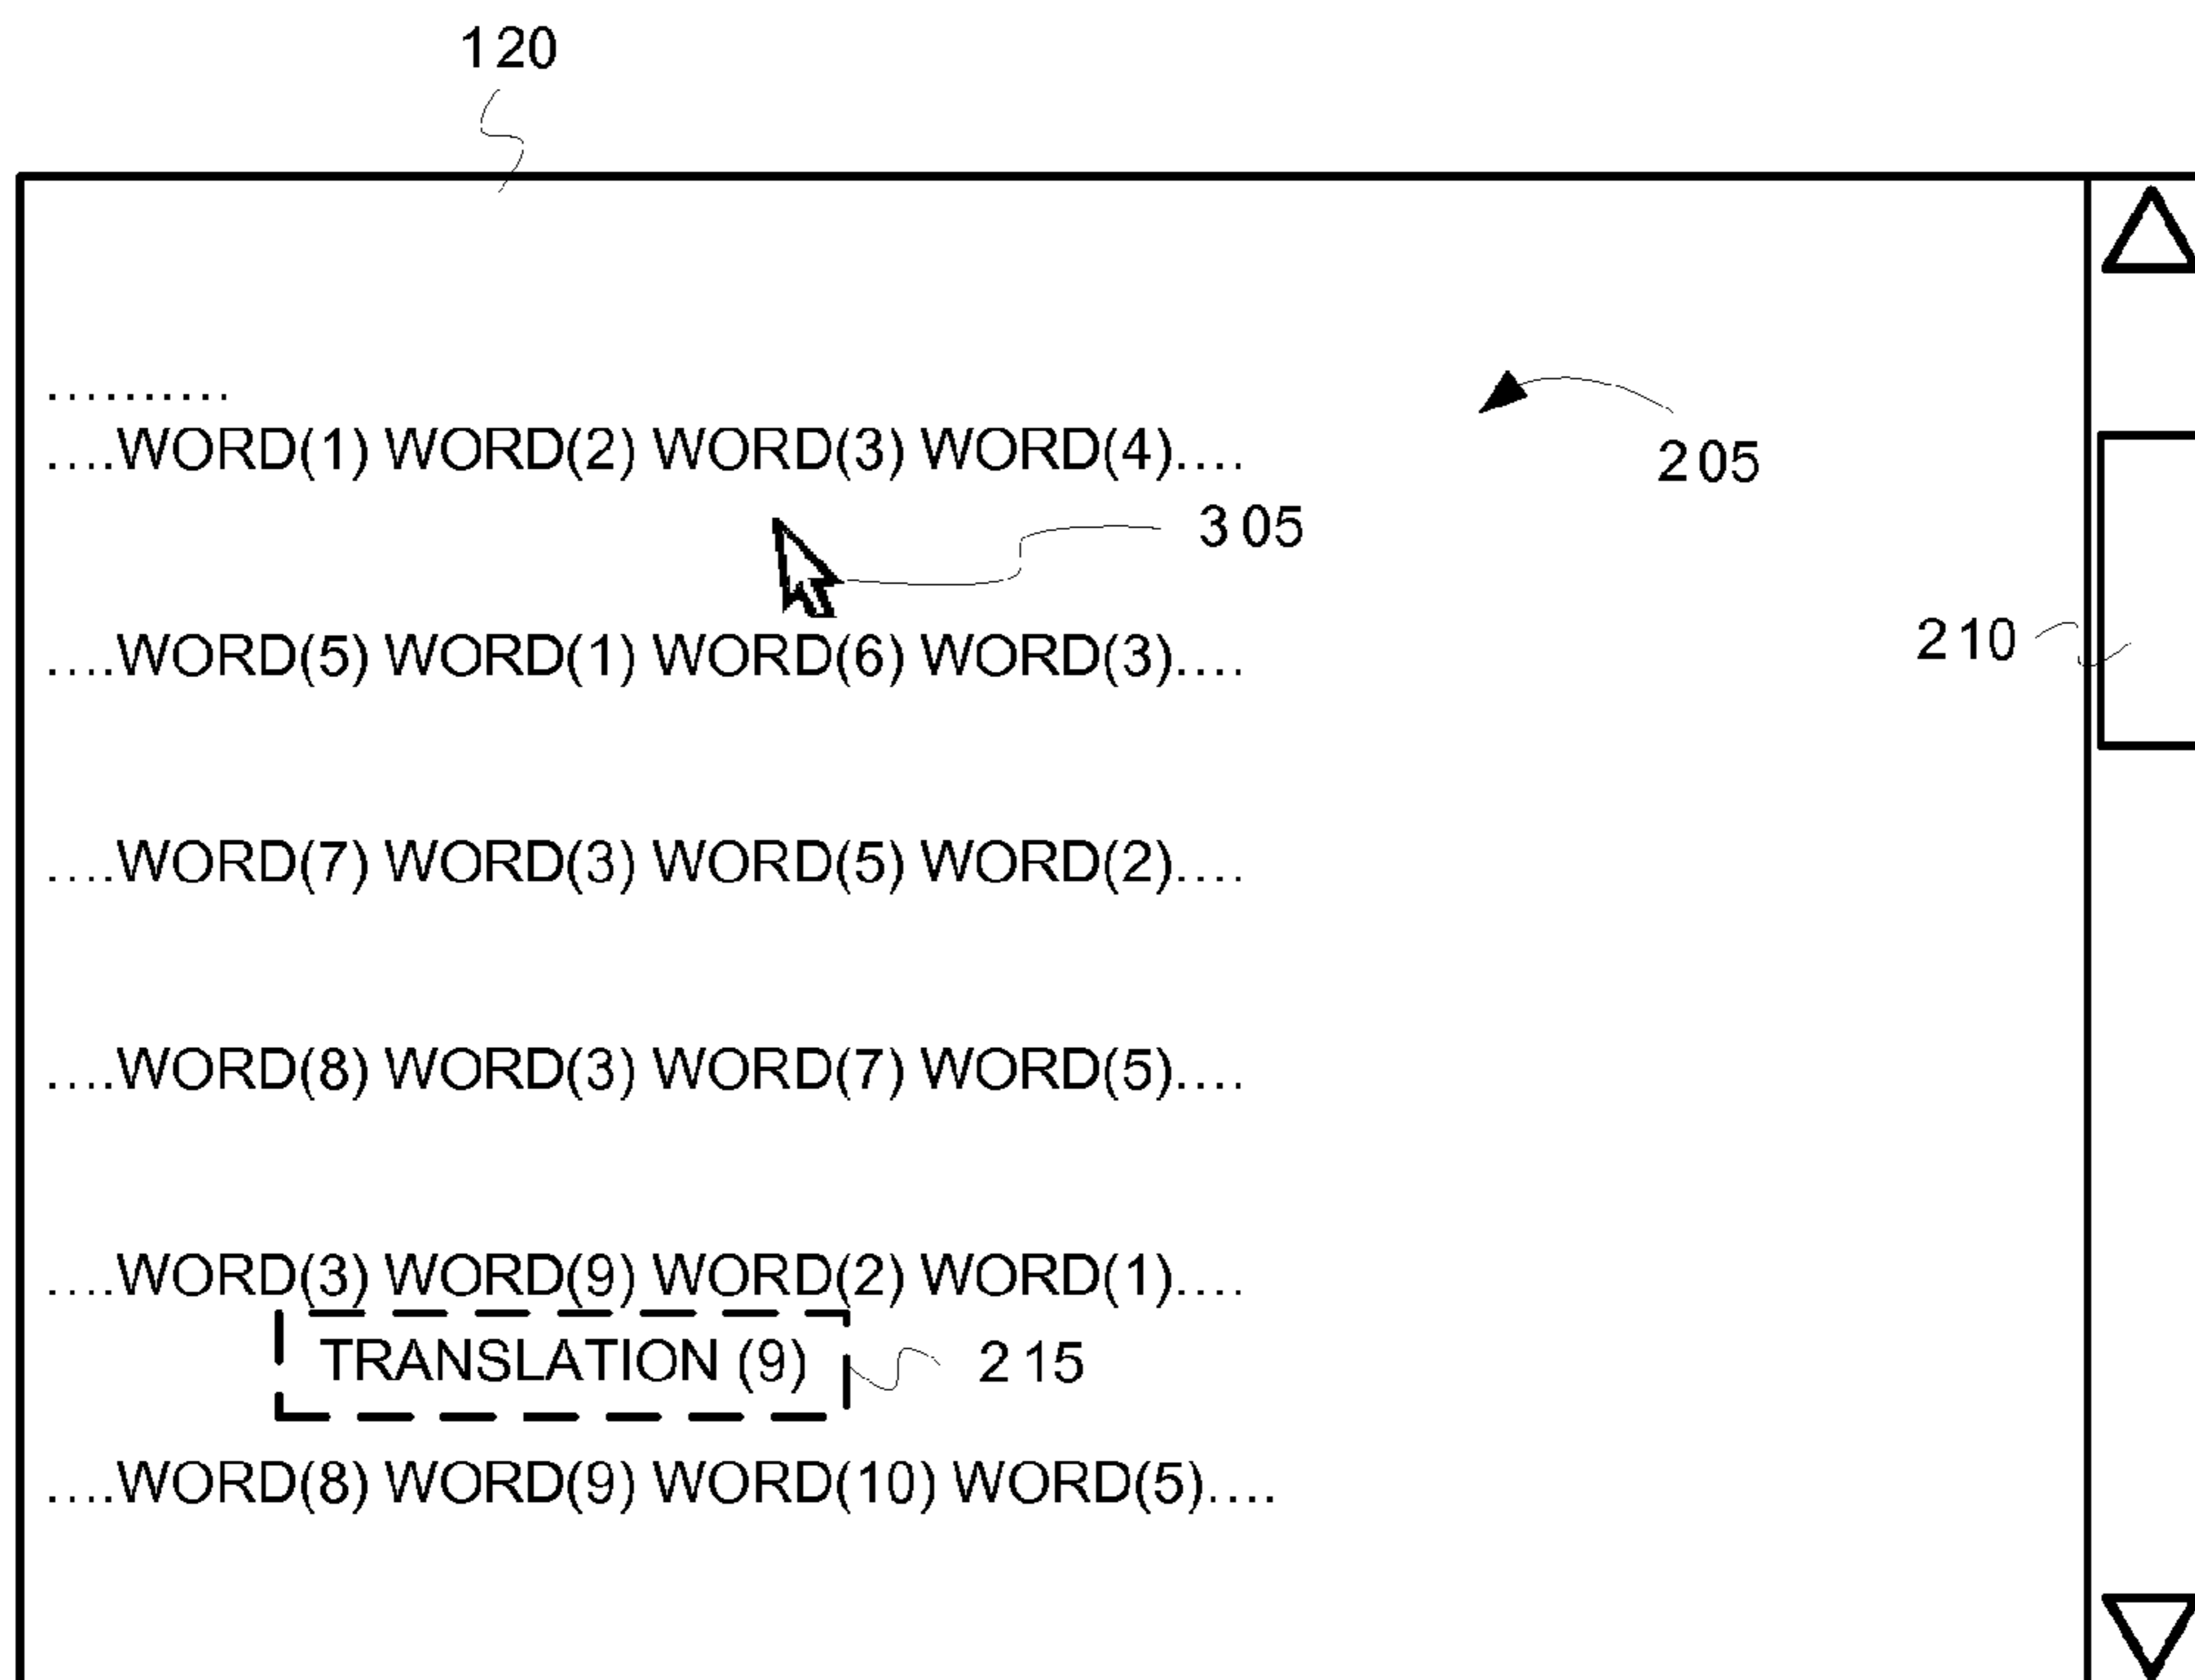 120
..........
....WORD(1) WORD(2) WORD(3) WORD(4)....
205
305
....WORD(5) WORD(1) WORD(6) WORD(3)....
210
....WORD(7) WORD(3) WORD(5) WORD(2)....
....WORD(8) WORD(3) WORD(7) WORD(5)....
....WORD(3) WORD(9) WORD(2) WORD(1)....
TRANSLATION (9)
215
....WORD(8) WORD(9) WORD(10) WORD(5)....